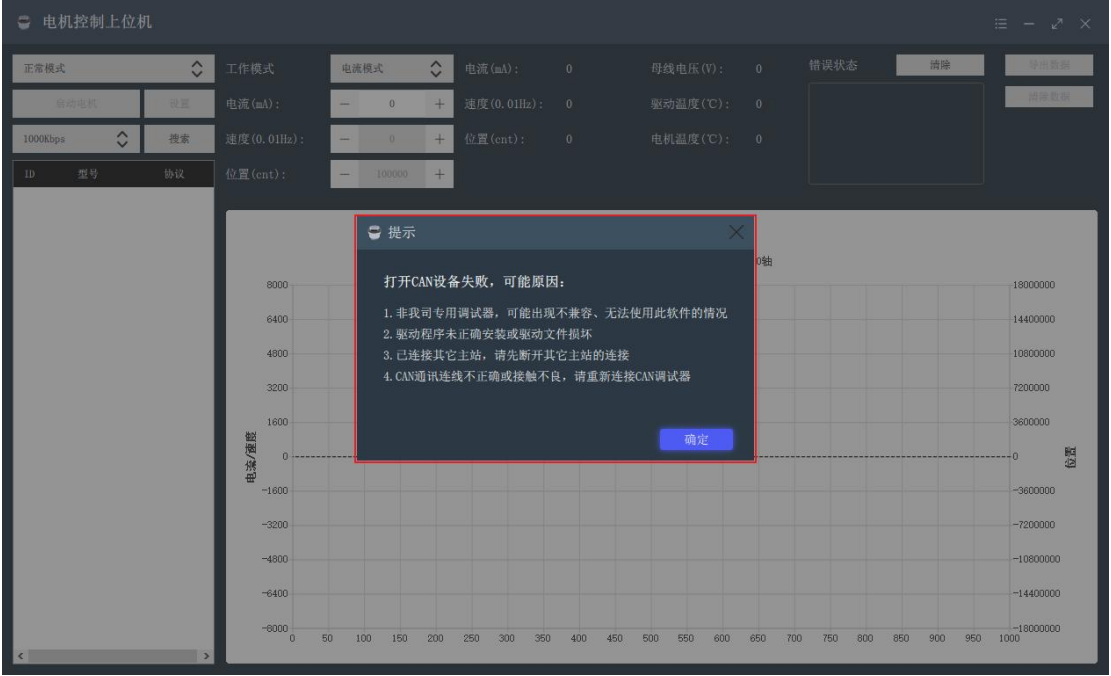 电机控制上位机
正常模式
工作模式
电流模式
电流(mA): 0
母线电压(V): 0
错误状态
清除
导出数据
启动电机
设置
电流(mA):
— 0 +
速度(0.01Hz): 0
驱动温度(℃): 0
清除数据
1000Kbps
搜索
速度(0.01Hz):
— 0 +
位置(cnt): 0
电机温度(℃): 0
ID 型号 协议
位置(cnt):
— 100000 +
提示
打开CAN设备失败，可能原因：
1.非我司专用调试器，可能出现不兼容、无法使用此软件的情况
2.驱动程序未正确安装或驱动文件损坏
3.已连接其它主站，请先断开其它主站的连接
4.CAN通讯连线不正确或接触不良，请重新连接CAN调试器
确定
0轴
8000
6400
4800
3200
1600
0
-1600
-3200
-4800
-6400
-8000
电流/速度
18000000
14400000
10800000
7200000
3600000
0
-3600000
-7200000
-10800000
-14400000
-18000000
位置
0 50 100 150 200 250 300 350 400 450 500 550 600 650 700 750 800 850 900 950 1000